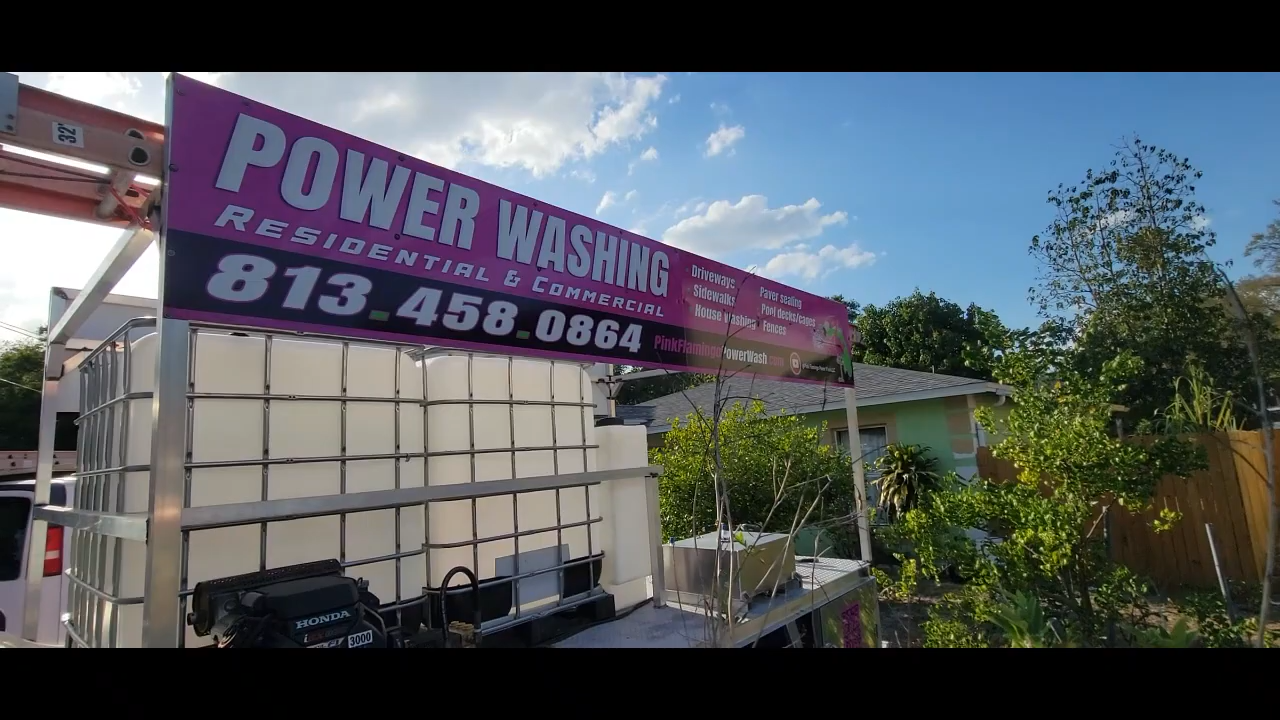 32'
POWER WASHING
RESIDENTIAL & COMMERCIAL
813.458.0864
Driveways
Sidewalks
House washing
Paver sealing
Pool decks/cages
Fences
PinkFlamingoPowerWash.com
HONDA
3000